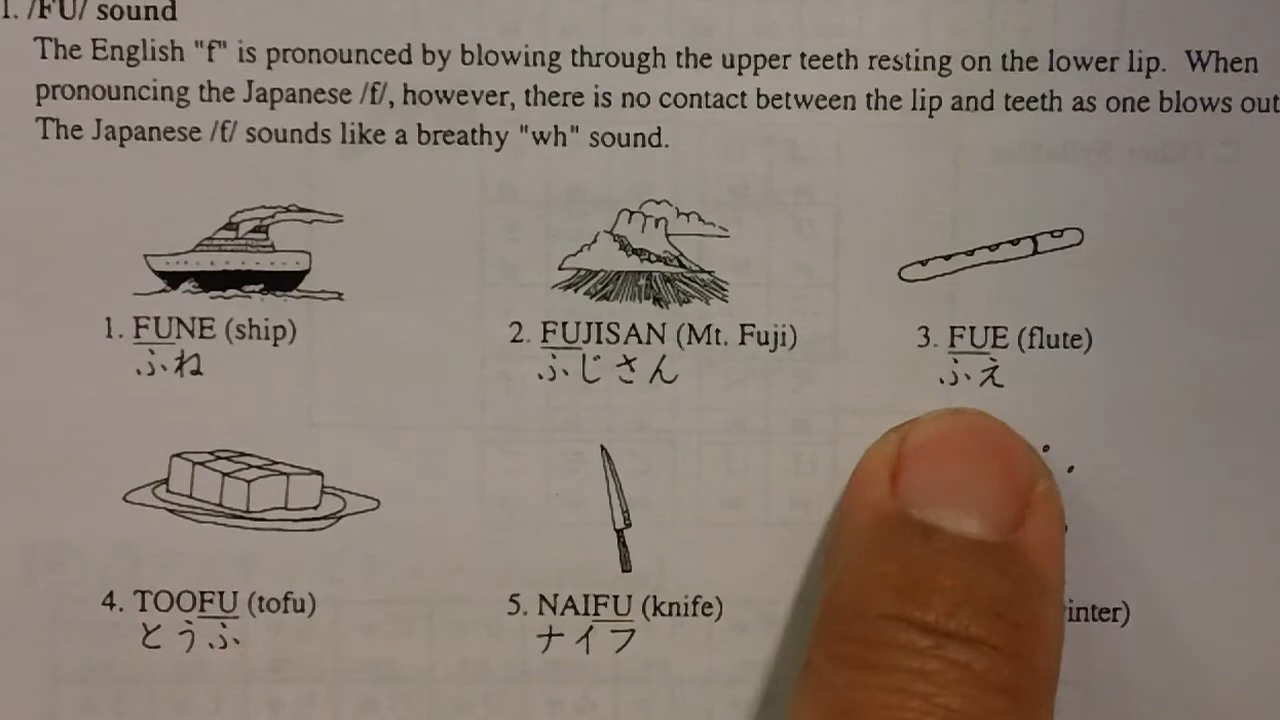 1. /FU/ sound
The English "f" is pronounced by blowing through the upper teeth resting on the lower lip. When
pronouncing the Japanese /f/, however, there is no contact between the lip and teeth as one blows out
The Japanese /f/ sounds like a breathy "wh" sound.
1. FUNE (ship)
ふね
2. FUJISAN (Mt. Fuji)
ふじさん
3. FUE (flute)
ふえ
4. TOOFU (tofu)
とうふ
5. NAIFU (knife)
ナイフ
inter)